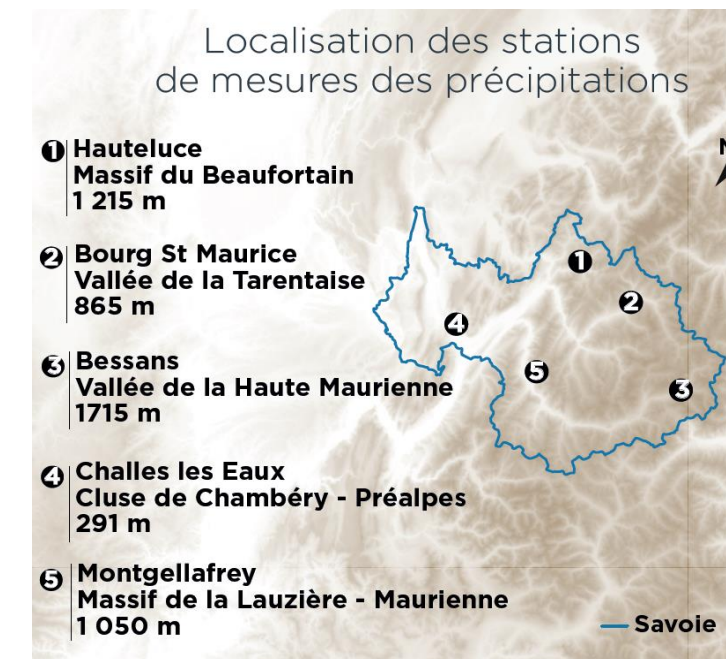 Localisation des stations
de mesures des précipitations
N
1 Hauteluce
Massif du Beaufortain
1 215 m
2 Bourg St Maurice
Vallée de la Tarentaise
865 m
3 Bessans
Vallée de la Haute Maurienne
1715 m
4 Challes les Eaux
Cluse de Chambéry - Préalpes
291 m
5 Montgellafrey
Massif de la Lauzière - Maurienne
1 050 m
1
2
4
5
3
Savoie